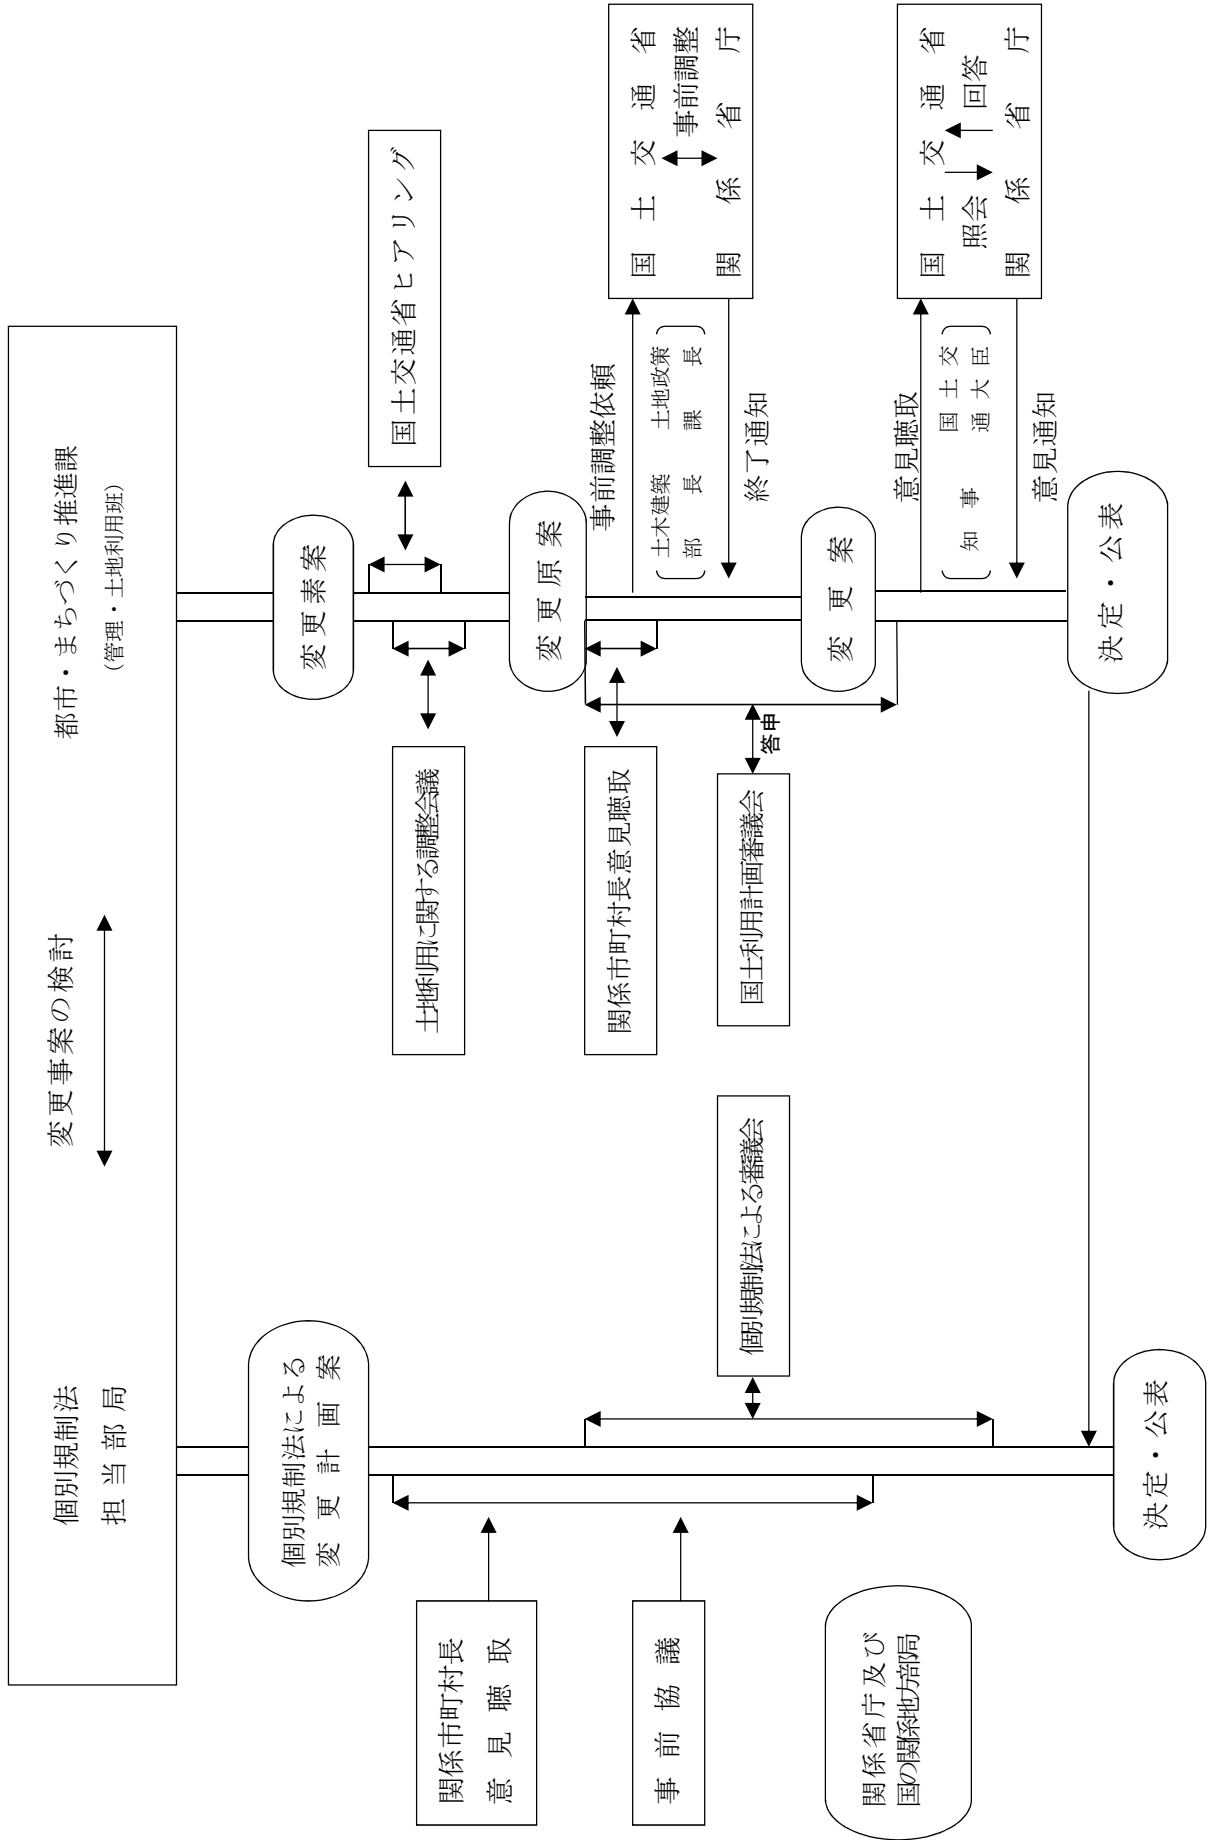 変更事案の検討
個別規制法
担当部局
都市・まちづくり推進課
(管理・土地利用班)
個別規制法による
変更計画案
変更素案
国土交通省ヒアリング
土地利用に関する調整会議
関係市町村長
意見聴取
変更原案
関係市町村長意見聴取
事前調整依頼
土木建築
部長
土地政策
課長
終了通知
国土交通省
事前調整
関係省庁
事前協議
個別規制法による審議会
国土利用計画審議会
答申
変更案
関係省庁及び
国の関係地方部局
意見聴取
知事
国土交
通大臣
意見通知
国土交通省
照会
回答
関係省庁
決定・公表
決定・公表